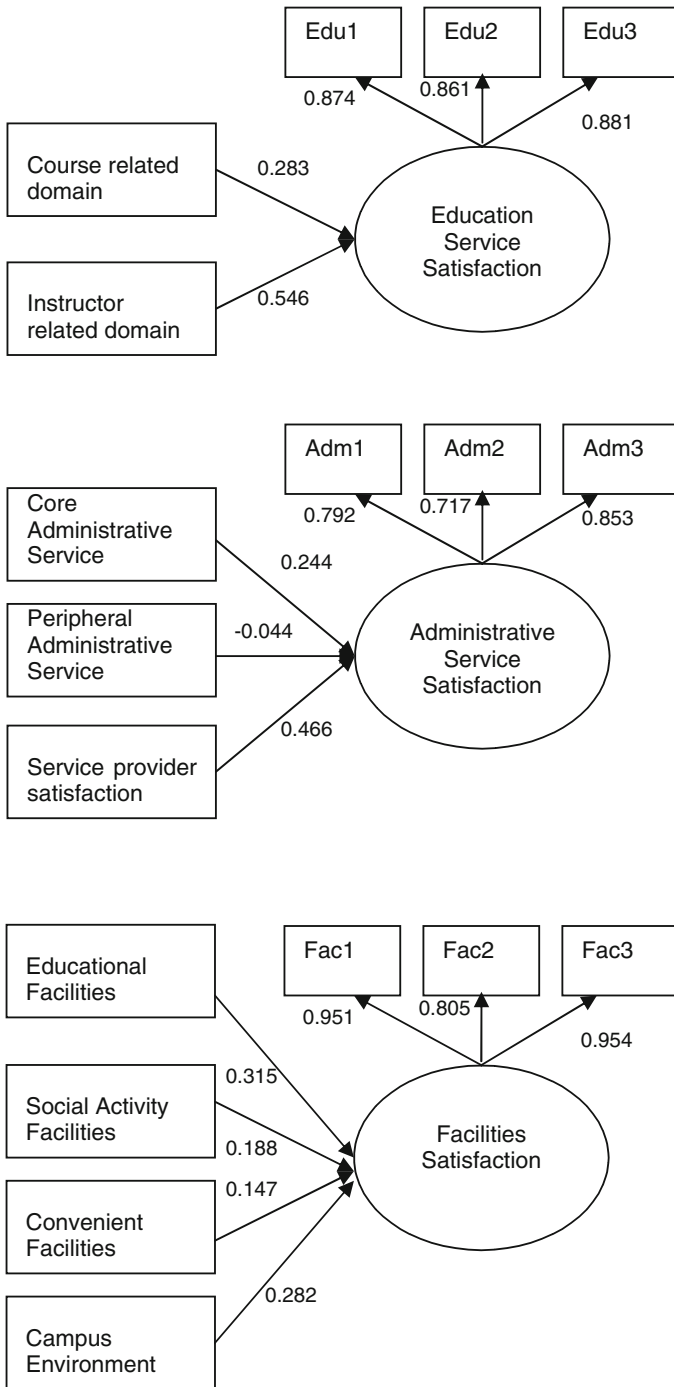 Edu1
Edu2
Edu3
0.874
0.861
0.881
Course related
domain
0.283
Education
Service
Satisfaction
Instructor
related domain
0.546
Adm1
Adm2
Adm3
0.792
0.717
0.853
Core
Administrative
Service
0.244
Peripheral
Administrative
Service
-0.044
Administrative
Service
Satisfaction
Service provider
satisfaction
0.466
Fac1
Fac2
Fac3
0.951
0.805
0.954
Educational
Facilities
0.315
Social Activity
Facilities
0.188
Facilities
Satisfaction
0.147
Convenient
Facilities
0.282
Campus
Environment